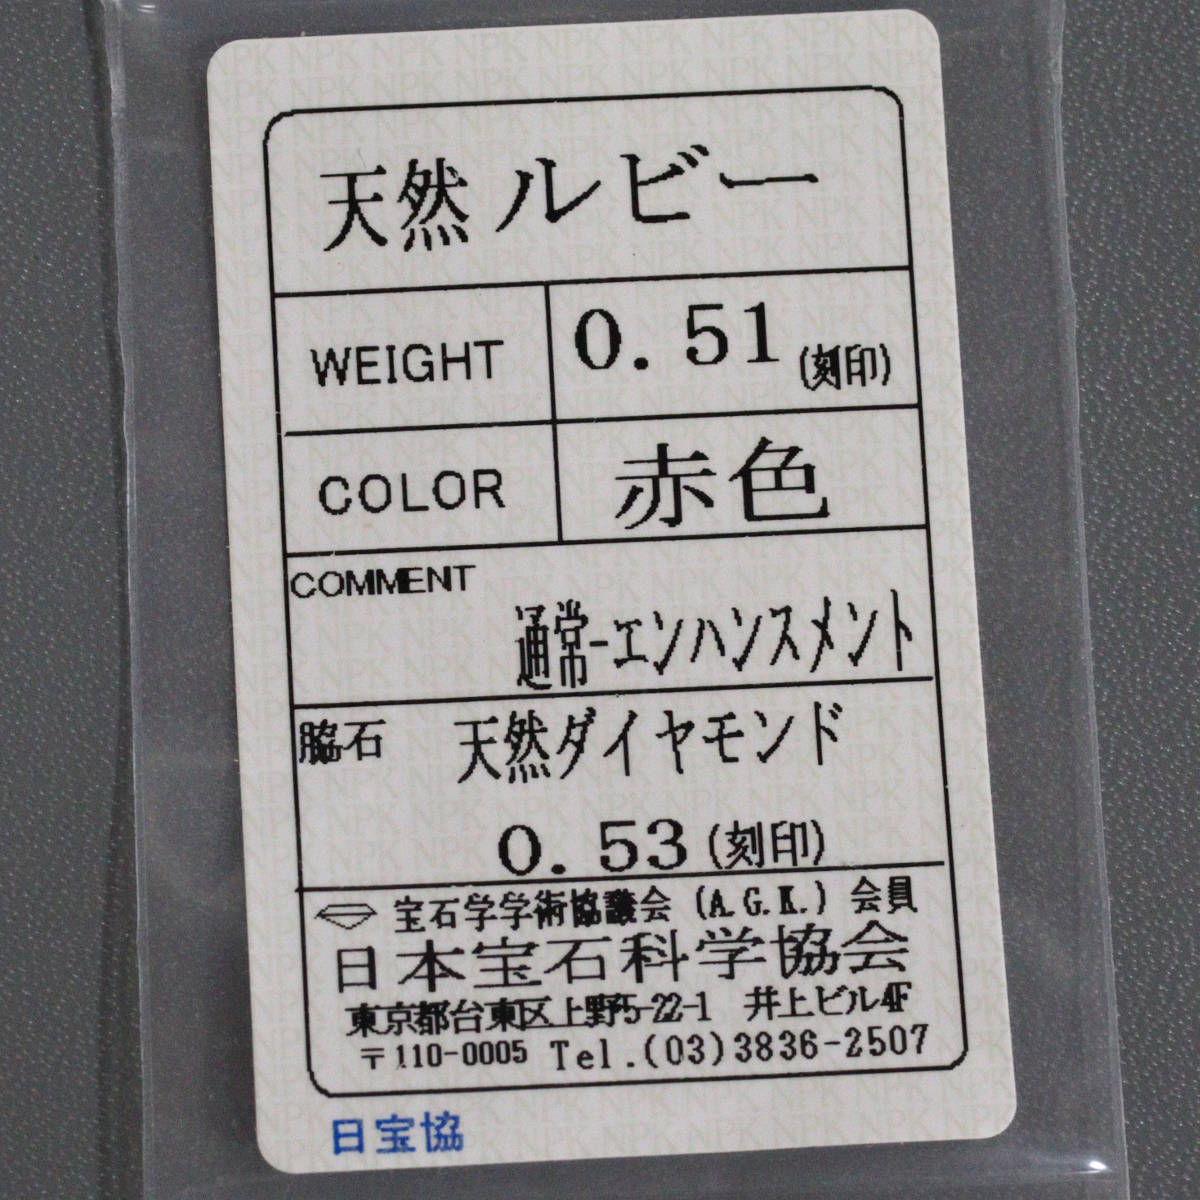 天然ルビー
WEIGHT 0.51(刻印)
COLOR 赤色
COMMENT
通常-エンハンスメント
脇石 天然ダイヤモンド
0.53(刻印)
宝石学学術協議会 (A.G.K.) 会員
日本宝石科学協会
東京都台東区上野5-22-1 井上ビル4F
〒110-0005 Tel.(03)3836-2507
日宝協